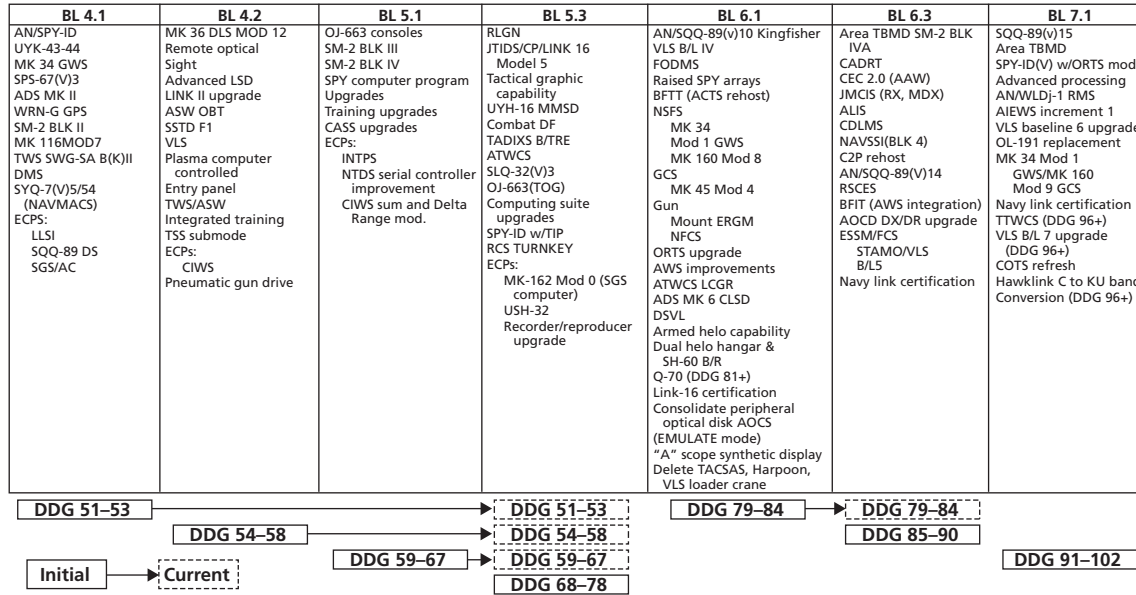 BL 4.1
AN/SPY-ID
UYK-43-44
MK 34 GWS
SPS-67(V)3
ADS MK II
WRN-G GPS
SM-2 BLK II
MK 116MOD7
TWS SWG-SA B(K)II
DMS
SYQ-7(V)5/54
(NAVMACS)
ECPS:
LLSI
SQQ-89 DS
SGS/AC
BL 4.2
MK 36 DLS MOD 12
Remote optical
Sight
Advanced LSD
LINK II upgrade
ASW OBT
SSTD F1
VLS
Plasma computer
controlled
Entry panel
TWS/ASW
Integrated training
TSS submode
ECPs:
CIWS
Pneumatic gun drive
BL 5.1
OJ-663 consoles
SM-2 BLK III
SM-2 BLK IV
SPY computer program
Upgrades
Training upgrades
CASS upgrades
ECPs:
INTPS
NTDS serial controller
improvement
CIWS sum and Delta
Range mod.
BL 5.3
RLGN
JTIDS/CP/LINK 16
Model 5
Tactical graphic
capability
UYH-16 MMSD
Combat DF
TADIXS B/TRE
ATWCS
SLQ-32(V)3
OJ-663(TOG)
Computing suite
upgrades
SPY-ID w/TIP
RCS TURNKEY
ECPs:
MK-162 Mod 0 (SGS
computer)
USH-32
Recorder/reproducer
upgrade
BL 6.1
AN/SQQ-89(v)10 Kingfisher
VLS B/L IV
FODMS
Raised SPY arrays
BFTT (ACTS rehost)
NSFS
MK 34
Mod 1 GWS
MK 160 Mod 8
GCS
MK 45 Mod 4
Gun
Mount ERGM
NFCS
ORTS upgrade
AWS improvements
ATWCS LCGR
ADS MK 6 CLSD
DSVL
Armed helo capability
Dual helo hangar &
SH-60 B/R
Q-70 (DDG 81+)
Link-16 certification
Consolidate peripheral
optical disk AOCS
(EMULATE mode)
"A" scope synthetic display
Delete TACSAS, Harpoon,
VLS loader crane
BL 6.3
Area TBMD SM-2 BLK
IVA
CADRT
CEC 2.0 (AAW)
JMCIS (RX, MDX)
ALIS
CDLMS
NAVSSI(BLK 4)
C2P rehost
AN/SQQ-89(V)14
RSCES
BFIT (AWS integration)
AOCD DX/DR upgrade
ESSM/FCS
STAMO/VLS
B/L5
Navy link certification
BL 7.1
SQQ-89(v)15
Area TBMD
SPY-ID(V) w/ORTS mod
Advanced processing
AN/WLDj-1 RMS
AIEWS increment 1
VLS baseline 6 upgrade
OL-191 replacement
MK 34 Mod 1
GWS/MK 160
Mod 9 GCS
Navy link certification
TTWCS (DDG 96+)
VLS B/L 7 upgrade
(DDG 96+)
COTS refresh
Hawklink C to KU band
Conversion (DDG 96+)
DDG 51–53 DDG 51–53 DDG 79–84 DDG 79–84
DDG 54–58 DDG 54–58 DDG 85–90
DDG 59–67 DDG 59–67 DDG 91–102
Initial Current DDG 68–78